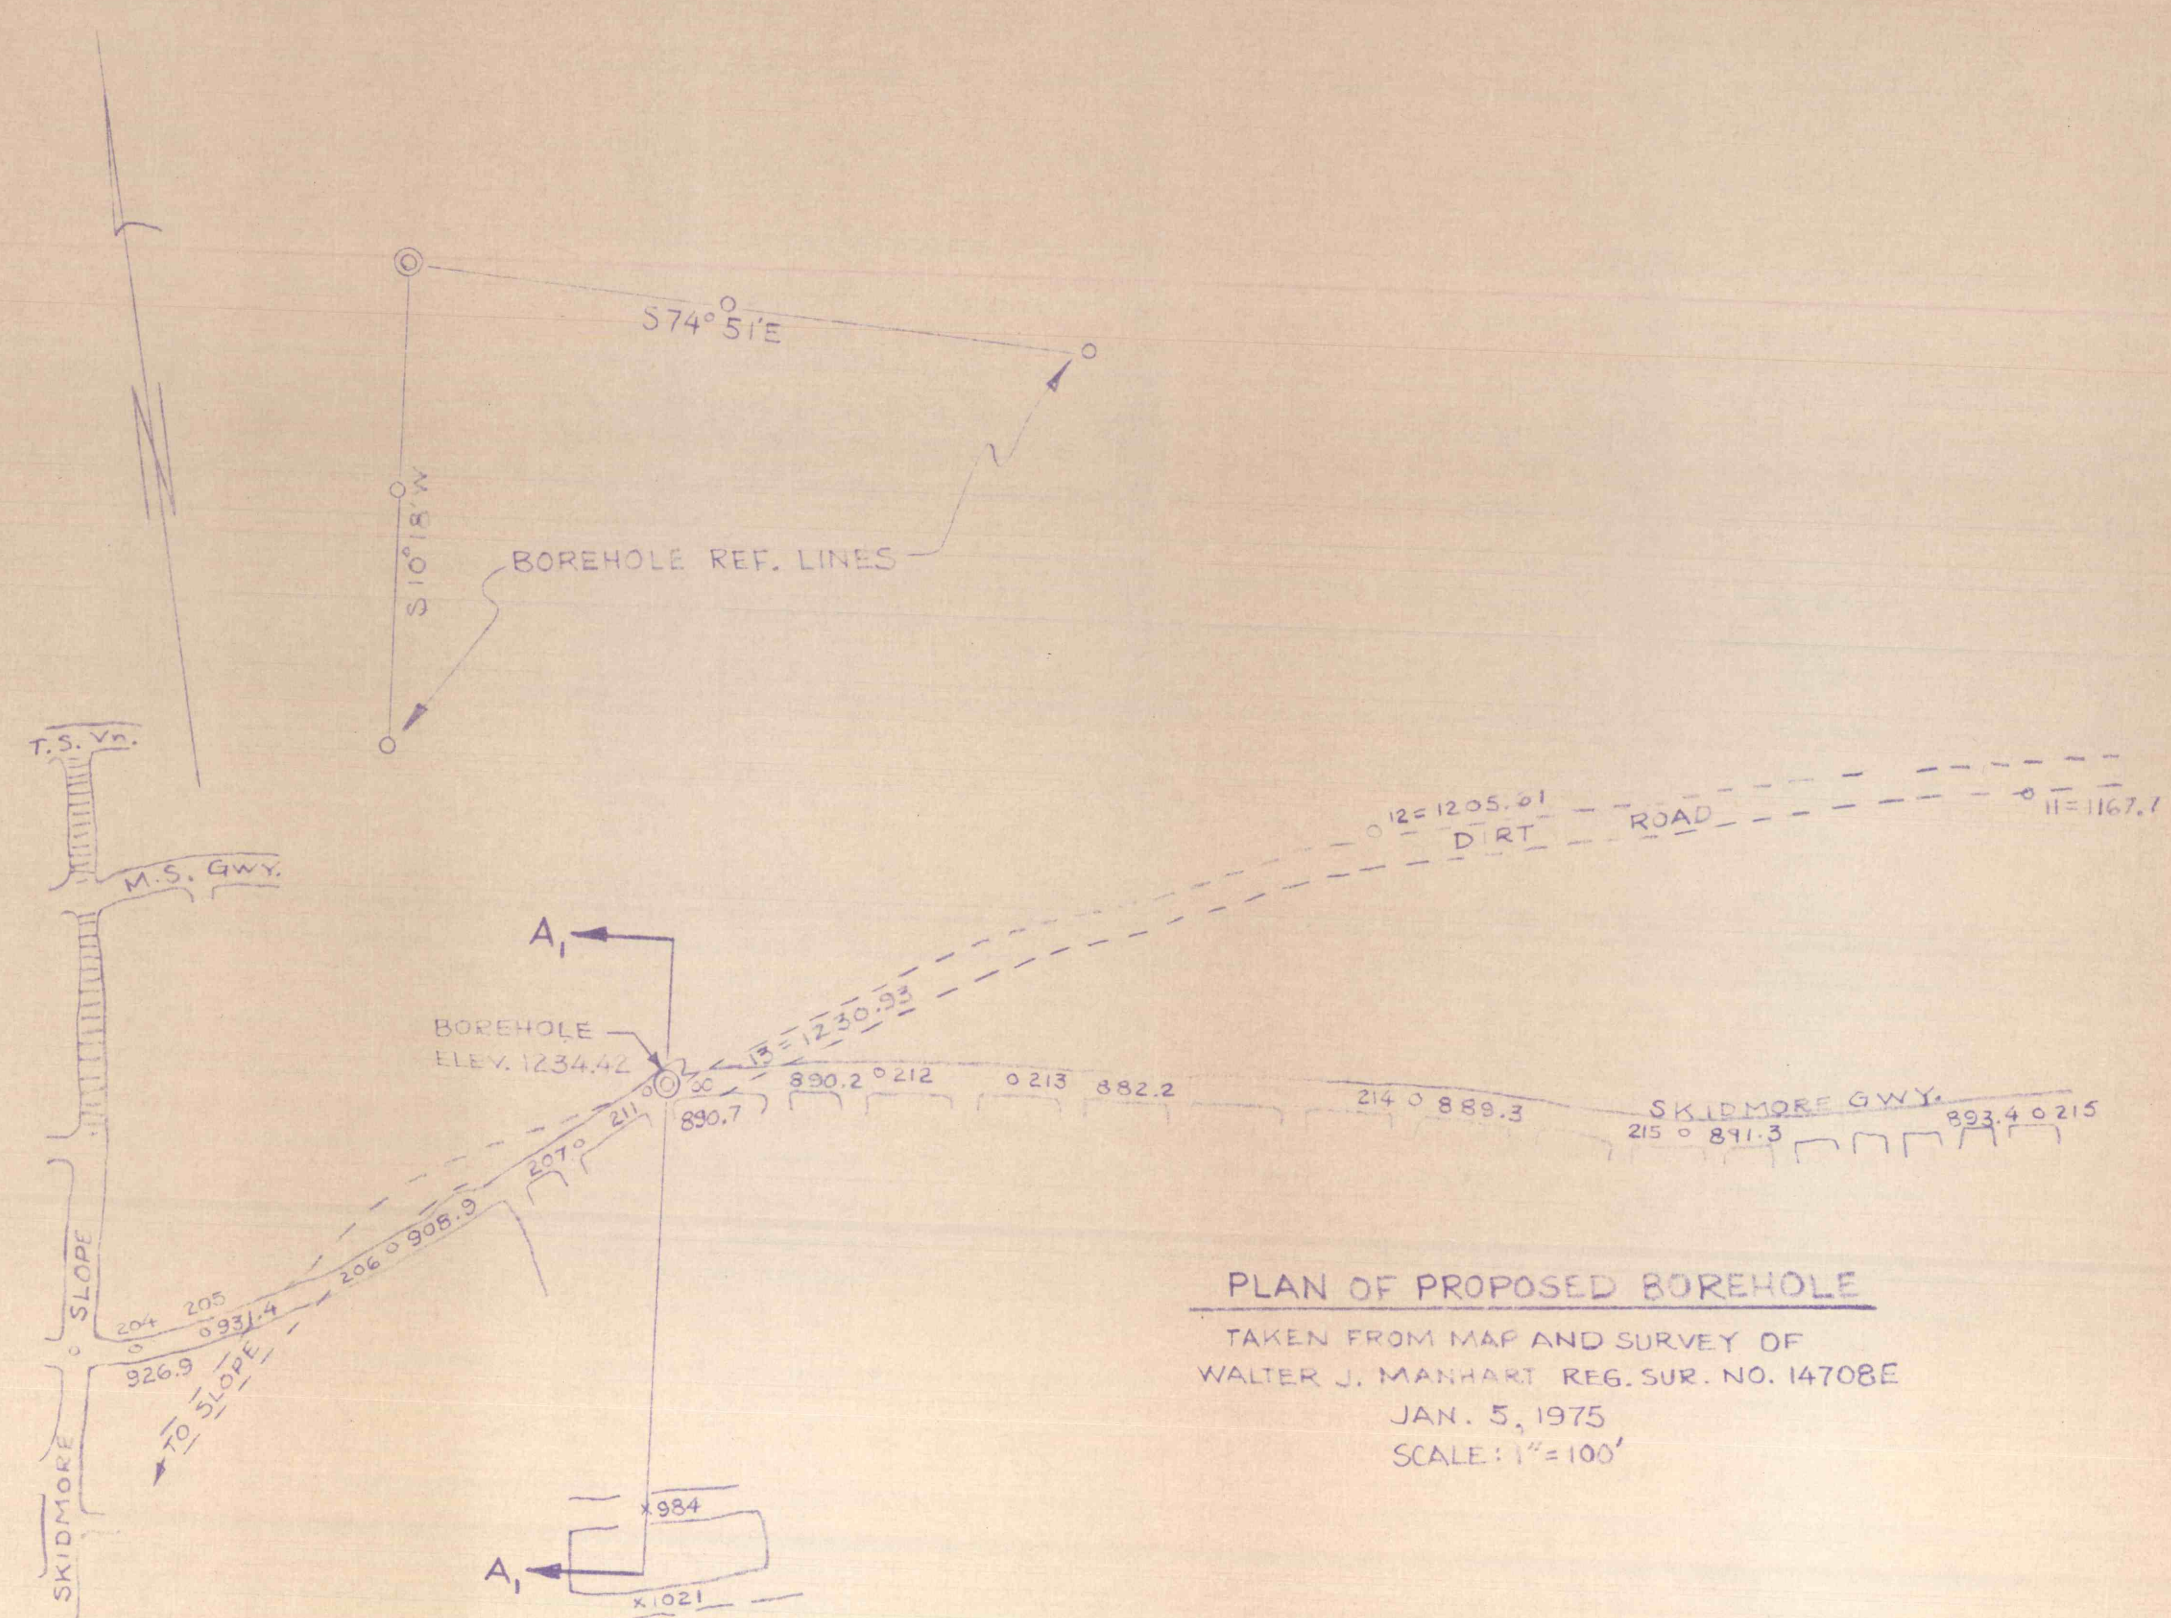 N
S74°51'E
S10°18'W
BOREHOLE REF. LINES
T.S. Vn.
M.S. GWY.
12=1205.01
DIRT ROAD
11=1167.7
A1
BOREHOLE
ELEV. 1234.42
13=1230.93
890.2 212
213 882.2
214 889.3
SKIDMORE GWY.
215 891.3
893.4 215
211
890.7
207
206 908.9
SLOPE
204
205
931.4
926.9
TO SLOPE
SKIDMORE
PLAN OF PROPOSED BOREHOLE
TAKEN FROM MAP AND SURVEY OF
WALTER J. MANHART REG. SUR. NO. 14708E
JAN. 5, 1975
SCALE: 1"=100'
x984
A1
x1021